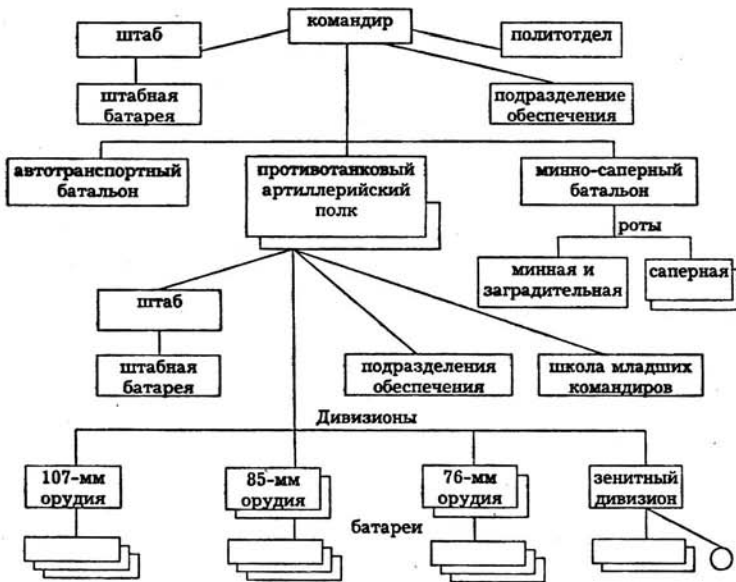 командир
штаб
политотдел
штабная
батарея
подразделение
обеспечения
автотранспортный
батальон
противотанковый
артиллерийский
полк
минно-саперный
батальон
роты
минная и
заградительная
саперная
штаб
штабная
батарея
подразделения
обеспечения
школа младших
командиров
Дивизионы
107-мм
орудия
85-мм
орудия
76-мм
орудия
зенитный
дивизион
батареи